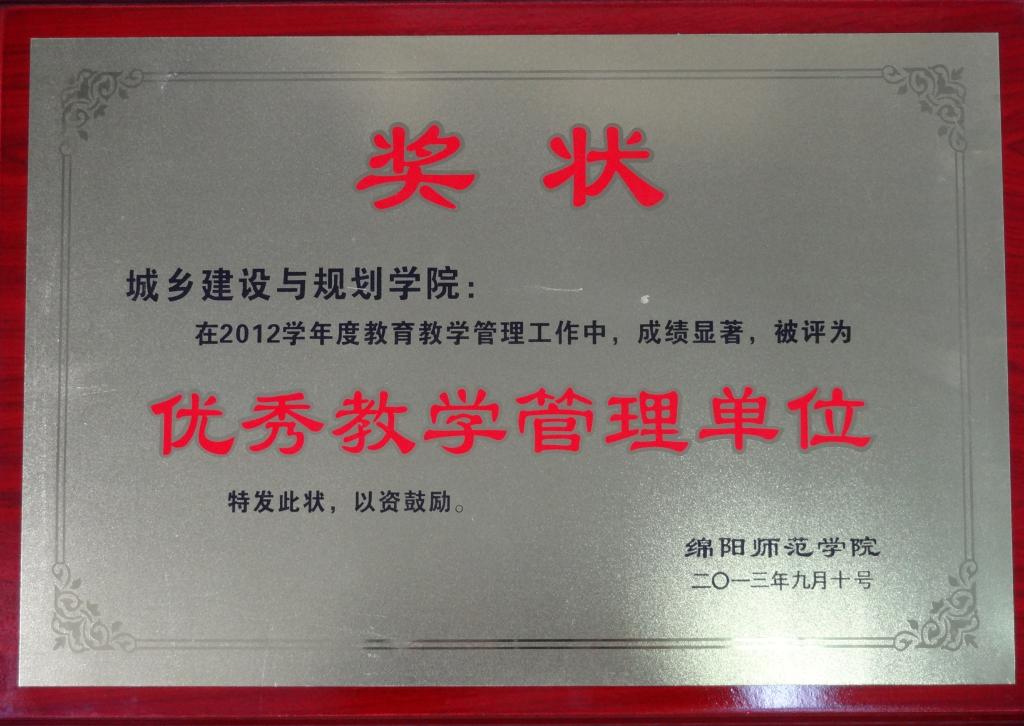 奖状
城乡建设与规划学院：
在2012学年度教育教学管理工作中，成绩显著，被评为
优秀教学管理单位
特发此状，以资鼓励。
绵阳师范学院
二〇一三年九月十号